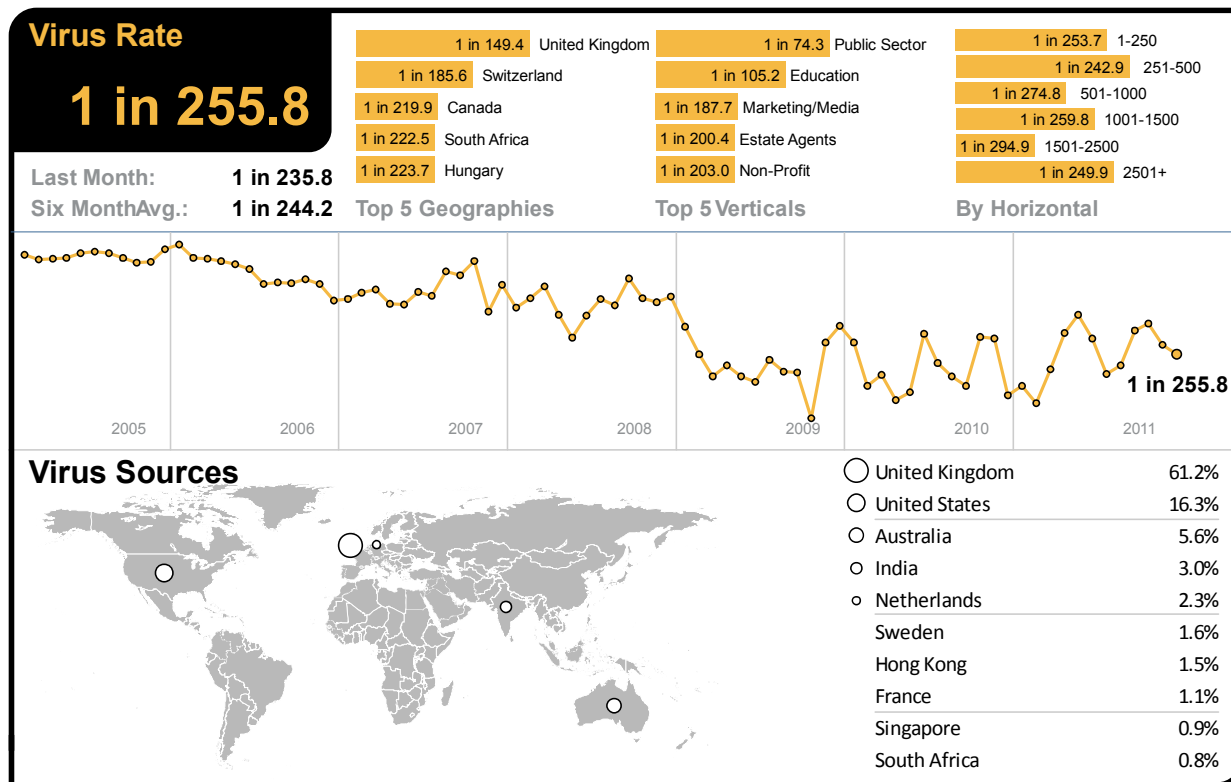 Virus Rate
1 in 255.8
Last Month: 1 in 235.8
Six MonthAvg.: 1 in 244.2
1 in 149.4 United Kingdom
1 in 185.6 Switzerland
1 in 219.9 Canada
1 in 222.5 South Africa
1 in 223.7 Hungary
Top 5 Geographies
1 in 74.3 Public Sector
1 in 105.2 Education
1 in 187.7 Marketing/Media
1 in 200.4 Estate Agents
1 in 203.0 Non-Profit
Top 5 Verticals
1 in 253.7 1-250
1 in 242.9 251-500
1 in 274.8 501-1000
1 in 259.8 1001-1500
1 in 294.9 1501-2500
1 in 249.9 2501+
By Horizontal
1 in 255.8
2005 2006 2007 2008 2009 2010 2011
Virus Sources
United Kingdom 61.2%
United States 16.3%
Australia 5.6%
India 3.0%
Netherlands 2.3%
Sweden 1.6%
Hong Kong 1.5%
France 1.1%
Singapore 0.9%
South Africa 0.8%